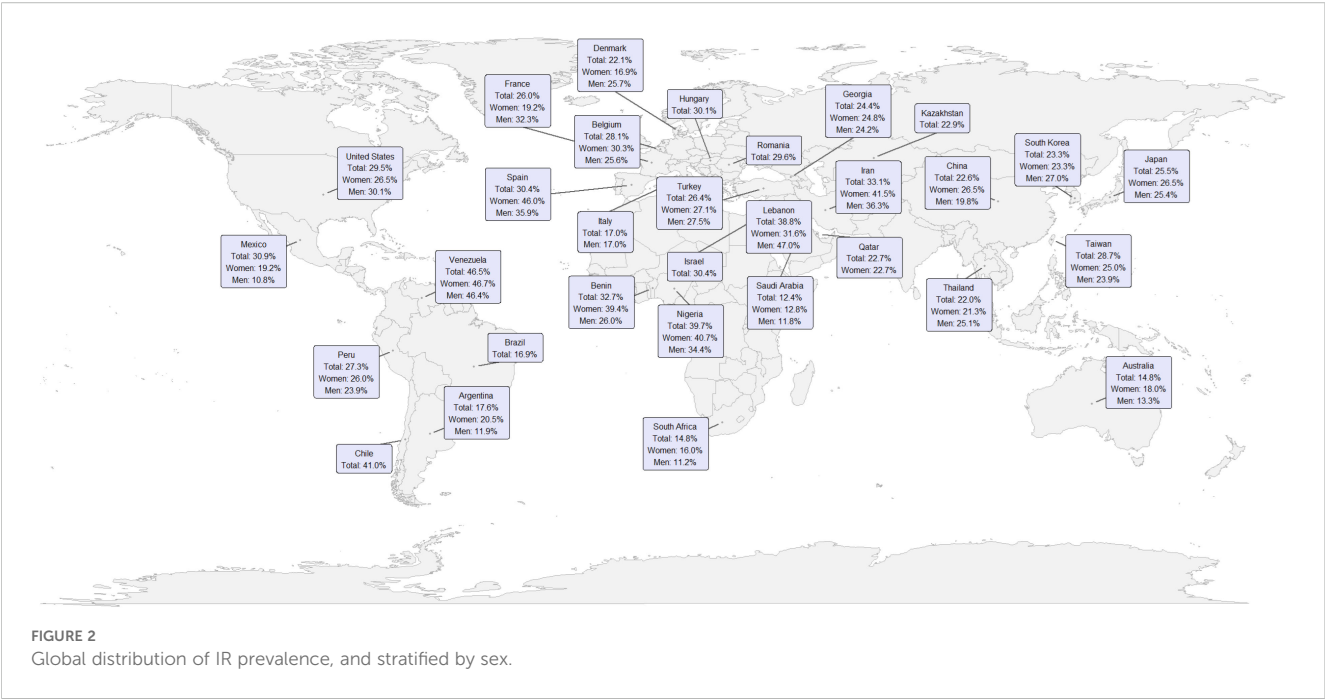 Denmark
Total: 22.1%
Women: 16.9%
Men: 25.7%
France
Total: 26.0%
Women: 19.2%
Men: 32.3%
Hungary
Total: 30.1%
Georgia
Total: 24.4%
Women: 24.8%
Men: 24.2%
Kazakhstan
Total: 22.9%
Belgium
Total: 28.1%
Women: 30.3%
Men: 25.6%
Romania
Total: 29.6%
United States
Total: 29.5%
Women: 26.5%
Men: 30.1%
Spain
Total: 30.4%
Women: 46.0%
Men: 35.9%
Turkey
Total: 26.4%
Women: 27.1%
Men: 27.5%
Iran
Total: 33.1%
Women: 41.5%
Men: 36.3%
China
Total: 22.6%
Women: 26.5%
Men: 19.8%
South Korea
Total: 23.3%
Women: 23.3%
Men: 27.0%
Japan
Total: 25.5%
Women: 26.5%
Men: 25.4%
Italy
Total: 17.0%
Men: 17.0%
Lebanon
Total: 38.8%
Women: 31.6%
Men: 47.0%
Mexico
Total: 30.9%
Women: 19.2%
Men: 10.8%
Venezuela
Total: 46.5%
Women: 46.7%
Men: 46.4%
Israel
Total: 30.4%
Qatar
Total: 22.7%
Women: 22.7%
Taiwan
Total: 28.7%
Women: 25.0%
Men: 23.9%
Benin
Total: 32.7%
Women: 39.4%
Men: 26.0%
Nigeria
Total: 39.7%
Women: 40.7%
Men: 34.4%
Saudi Arabia
Total: 12.4%
Women: 12.8%
Men: 11.8%
Thailand
Total: 22.0%
Women: 21.3%
Men: 25.1%
Peru
Total: 27.3%
Women: 26.0%
Men: 23.9%
Brazil
Total: 16.9%
Australia
Total: 14.8%
Women: 18.0%
Men: 13.3%
Argentina
Total: 17.6%
Women: 20.5%
Men: 11.9%
South Africa
Total: 14.8%
Women: 16.0%
Men: 11.2%
Chile
Total: 41.0%
FIGURE 2
Global distribution of IR prevalence, and stratified by sex.